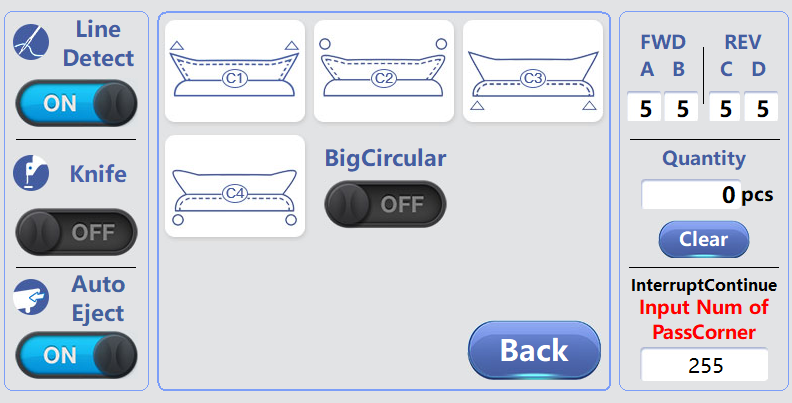 Line
Detect
ON
Knife
OFF
Auto
Eject
ON
C1
C2
C3
C4
BigCircular
OFF
Back
FWD REV
A B C D
5 5 5 5
Quantity
0 pcs
Clear
InterruptContinue
Input Num of
PassCorner
255